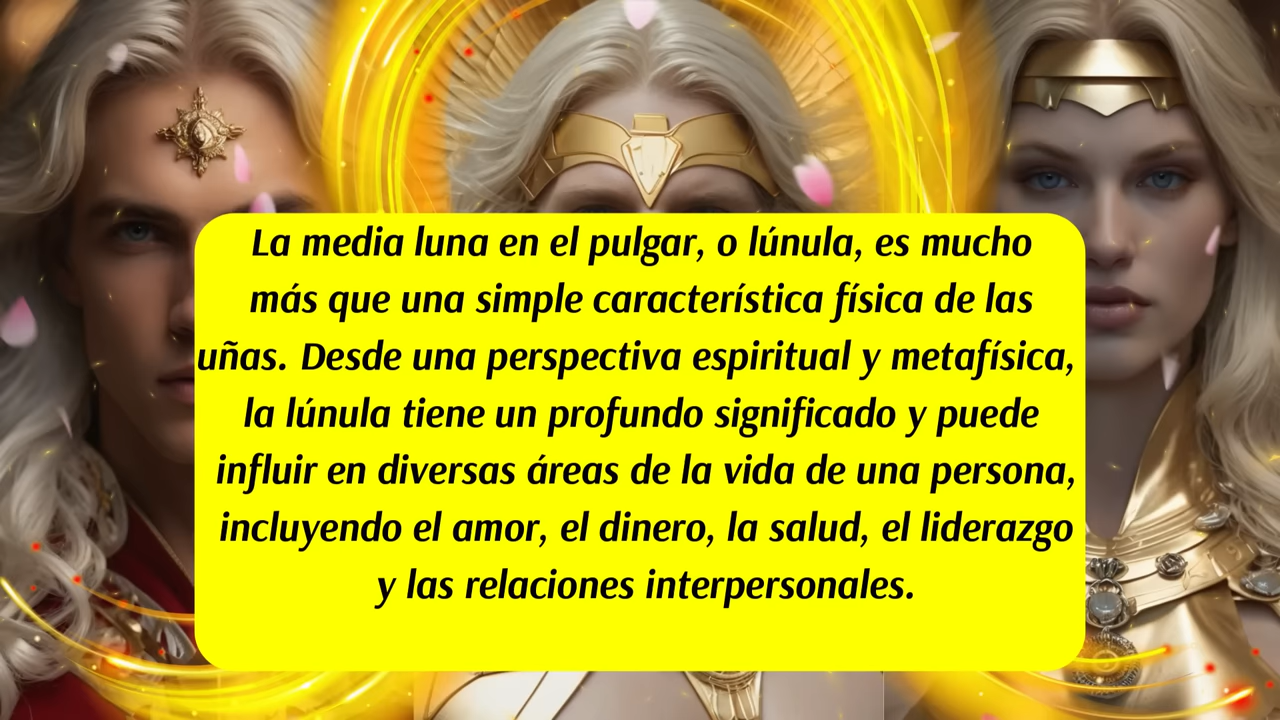 La media luna en el pulgar, o lúnula, es mucho
más que una simple característica física de las
uñas. Desde una perspectiva espiritual y metafísica,
la lúnula tiene un profundo significado y puede
influir en diversas áreas de la vida de una persona,
incluyendo el amor, el dinero, la salud, el liderazgo
y las relaciones interpersonales.